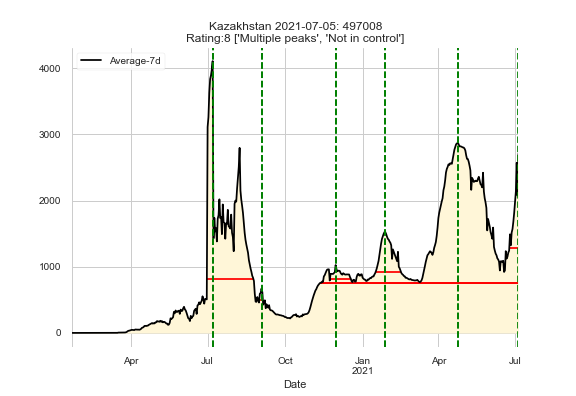 Kazakhstan 2021-07-05: 497008
Rating:8 ['Multiple peaks', 'Not in control']
Average-7d
4000
3000
2000
1000
0
Apr
Jul
Oct
Jan
2021
Apr
Jul
Date